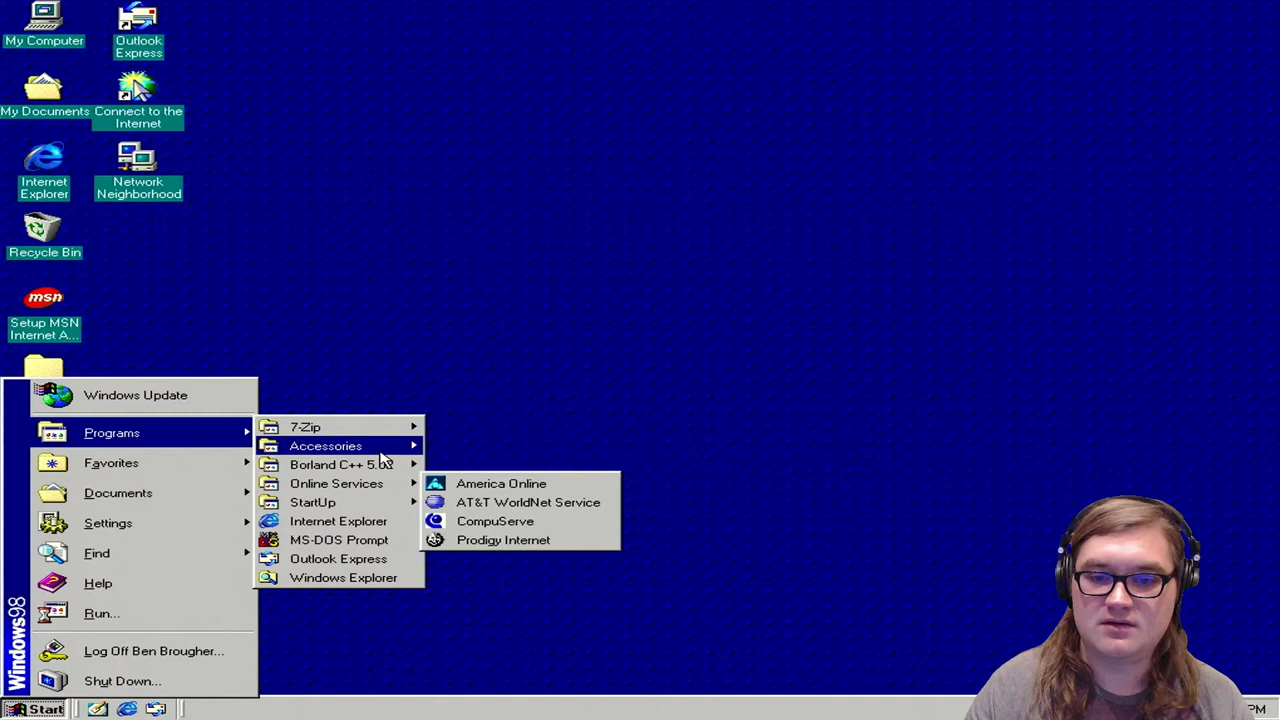 My Computer
Outlook
Express
My Documents
Connect to the
Internet
Internet
Explorer
Network
Neighborhood
Recycle Bin
msn
Setup MSN
Internet A...
Windows Update
Programs
Favorites
Documents
Settings
Find
Help
Run...
Log Off Ben Brougher...
Shut Down...
Windows98
7-Zip
Accessories
Borland C++ 5.02
Online Services
StartUp
Internet Explorer
MS-DOS Prompt
Outlook Express
Windows Explorer
America Online
AT&T WorldNet Service
CompuServe
Prodigy Internet
Start
PM